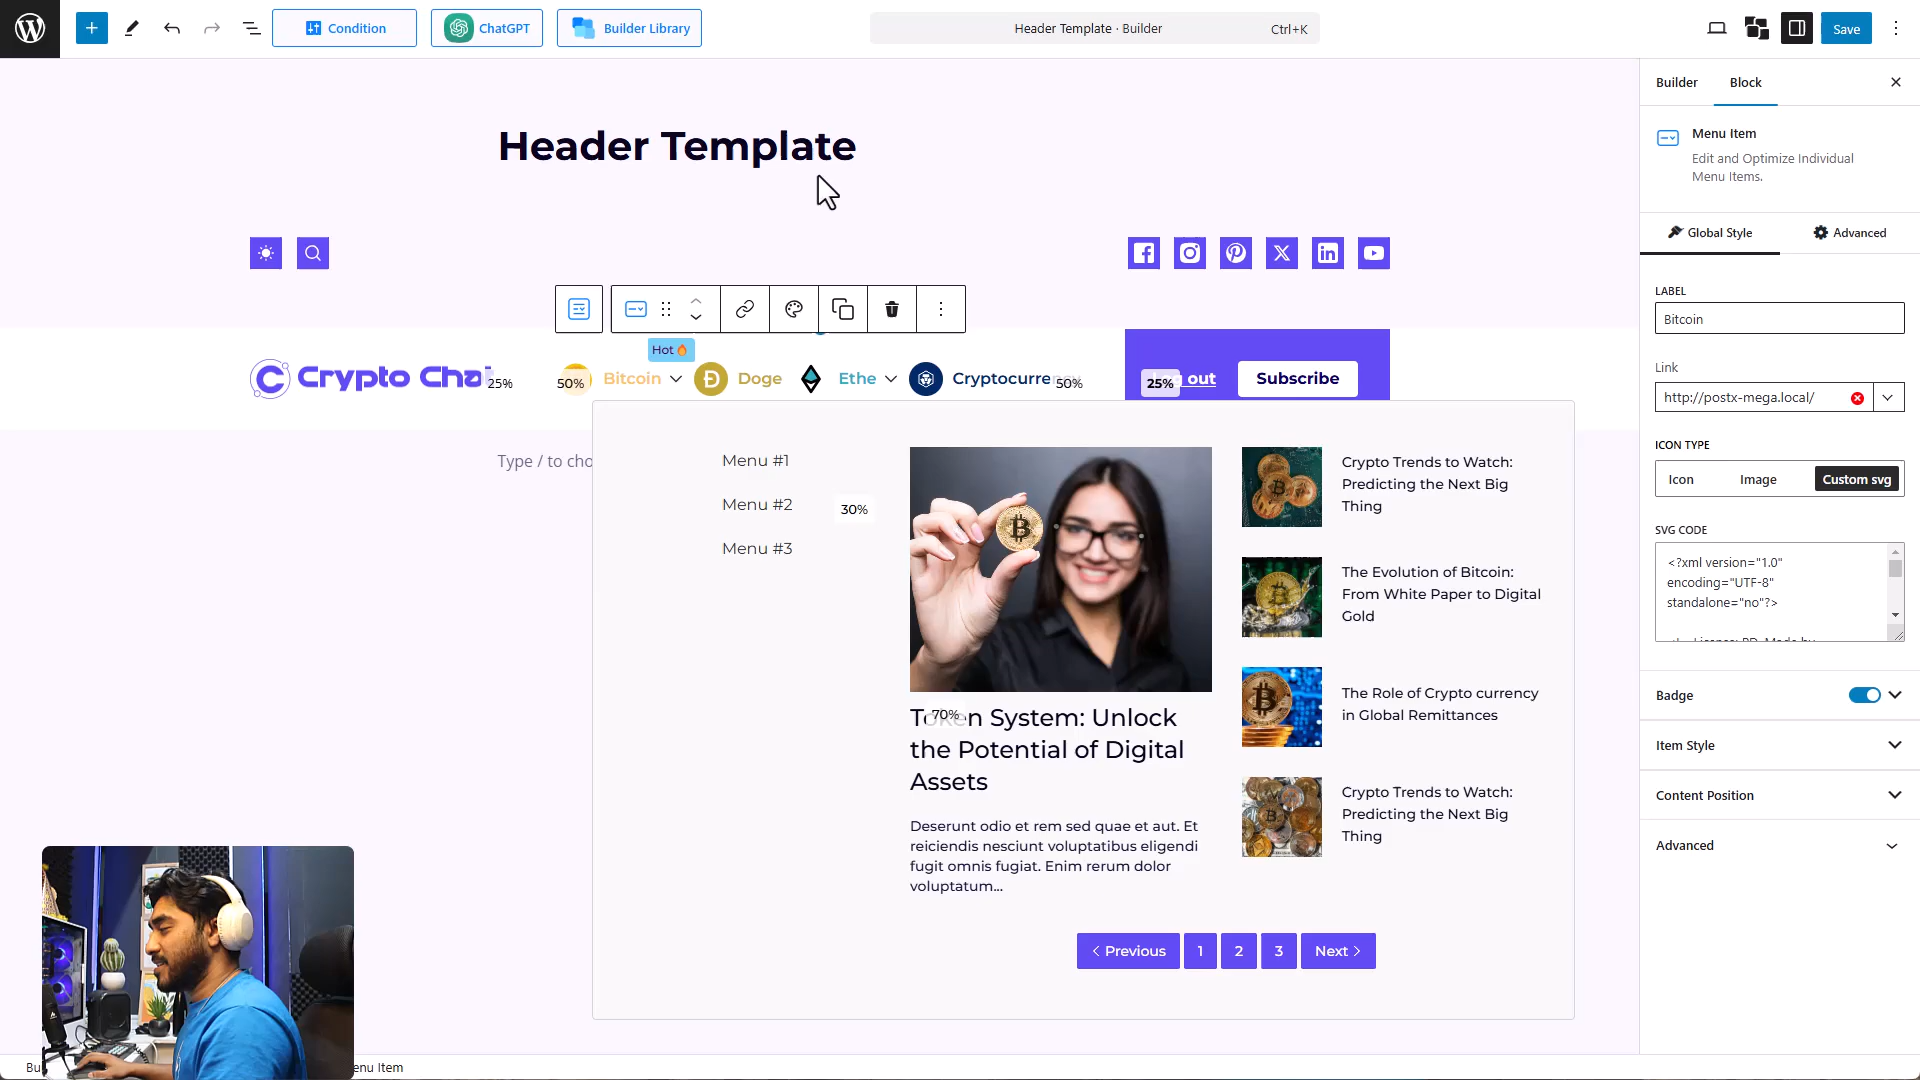 Condition
ChatGPT
Builder Library
Header Template · Builder
Ctrl+K
Save
Header Template
Hot
Crypto Chat
25%
50%
Bitcoin
Doge
Ethe
50%
25%
out
Subscribe
Type / to cho
Menu #1
Menu #2
Menu #3
30%
70%
Token System: Unlock
the Potential of Digital
Assets
Deserunt odio et rem sed quae et aut. Et
reiciendis nesciunt voluptatibus eligendi
fugit omnis fugiat. Enim rerum dolor
voluptatum...
Crypto Trends to Watch:
Predicting the Next Big
Thing
The Evolution of Bitcoin:
From White Paper to Digital
Gold
The Role of Crypto currency
in Global Remittances
Crypto Trends to Watch:
Predicting the Next Big
Thing
Previous
1
2
3
Next
Builder
Block
Menu Item
Edit and Optimize Individual
Menu Items.
Global Style
Advanced
LABEL
Bitcoin
Link
http://postx-mega.local/
ICON TYPE
Icon
Image
Custom svg
SVG CODE
<?xml version="1.0"
encoding="UTF-8"
standalone="no"?>
Badge
Item Style
Content Position
Advanced
Bu
enu Item